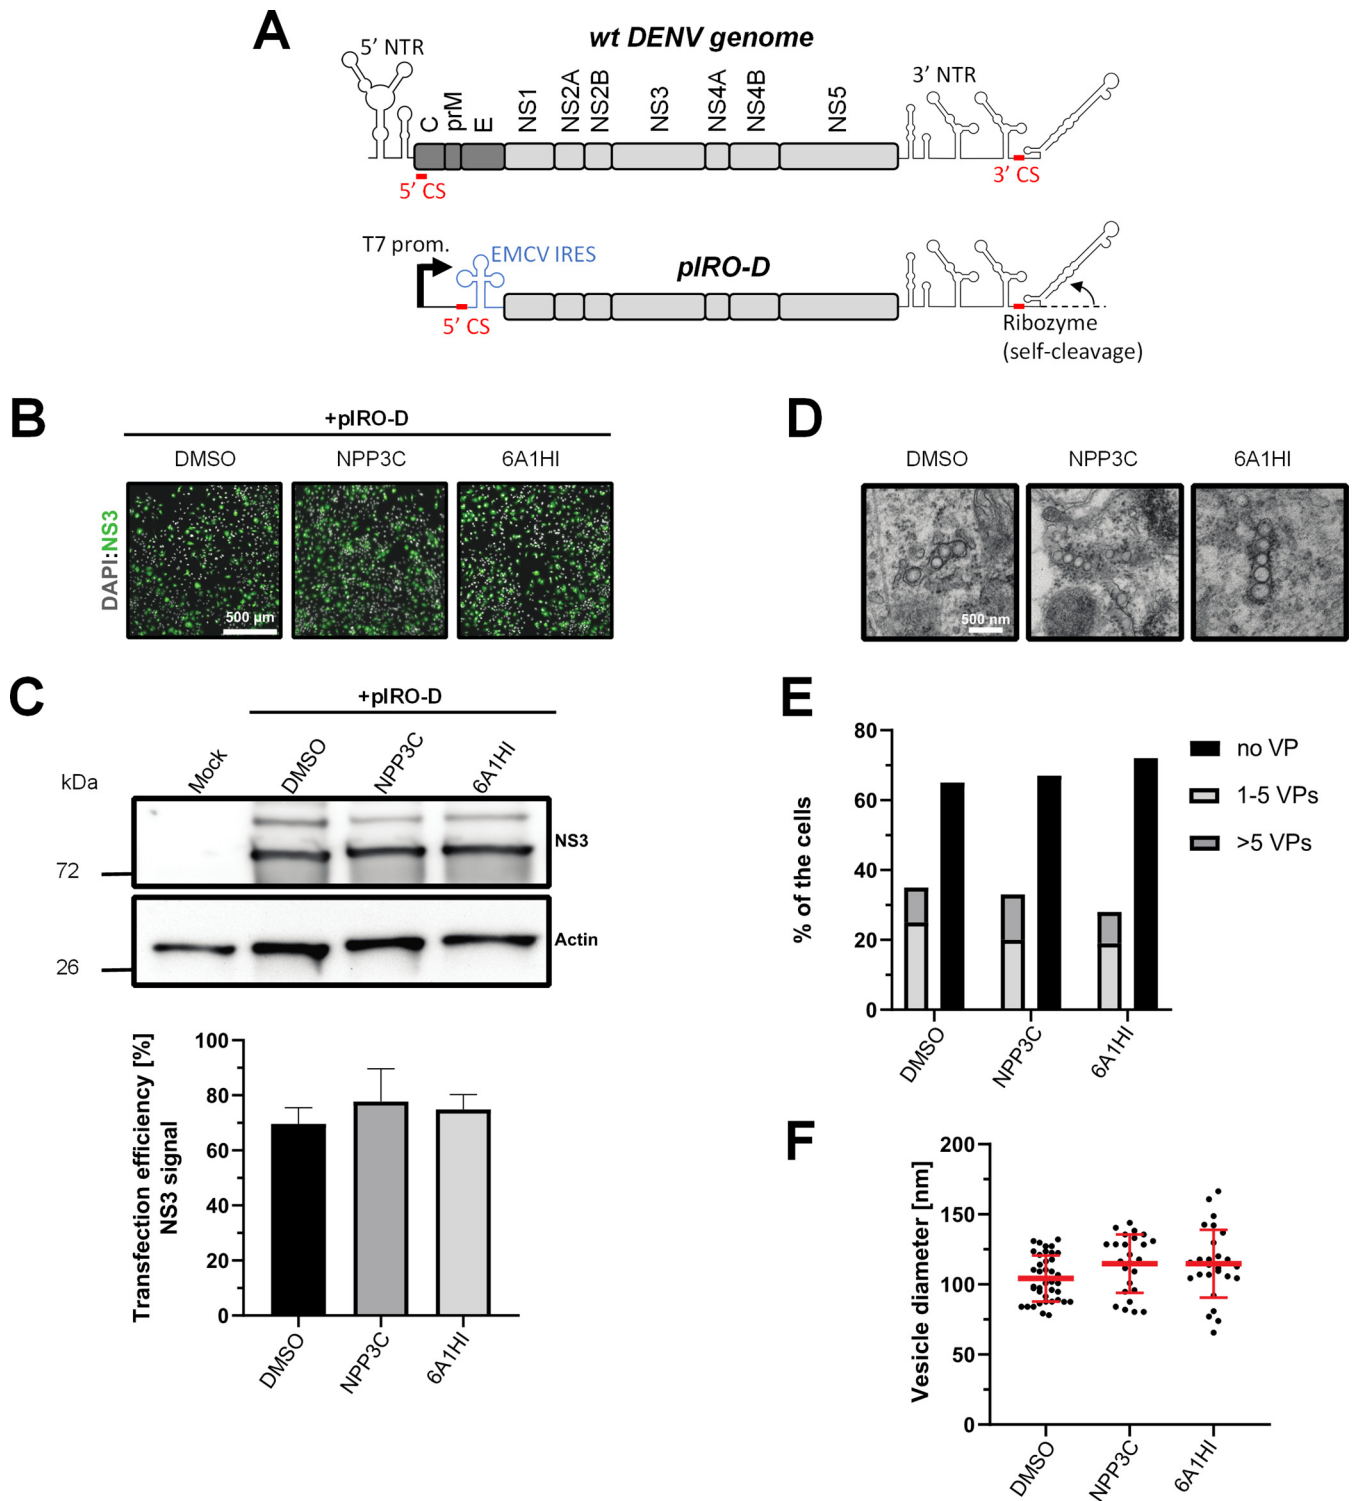 A
wt DENV genome
5’ NTR
C
prM
E
NS1
NS2A
NS2B
NS3
NS4A
NS4B
NS5
3’ NTR
5’ CS
3’ CS
T7 prom.
EMCV IRES
pIRO-D
5’ CS
Ribozyme
(self-cleavage)
B
+pIRO-D
DMSO
NPP3C
6A1HI
DAPI:NS3
500 µm
C
+pIRO-D
kDa
Mock
DMSO
NPP3C
6A1HI
72
NS3
26
Actin
Transfection efficiency [%]
NS3 signal
100
80
60
40
20
0
DMSO
NPP3C
6A1HI
D
DMSO
NPP3C
6A1HI
500 nm
E
% of the cells
80
60
40
20
0
DMSO
NPP3C
6A1HI
no VP
1-5 VPs
>5 VPs
F
Vesicle diameter [nm]
200
150
100
50
0
DMSO
NPP3C
6A1HI